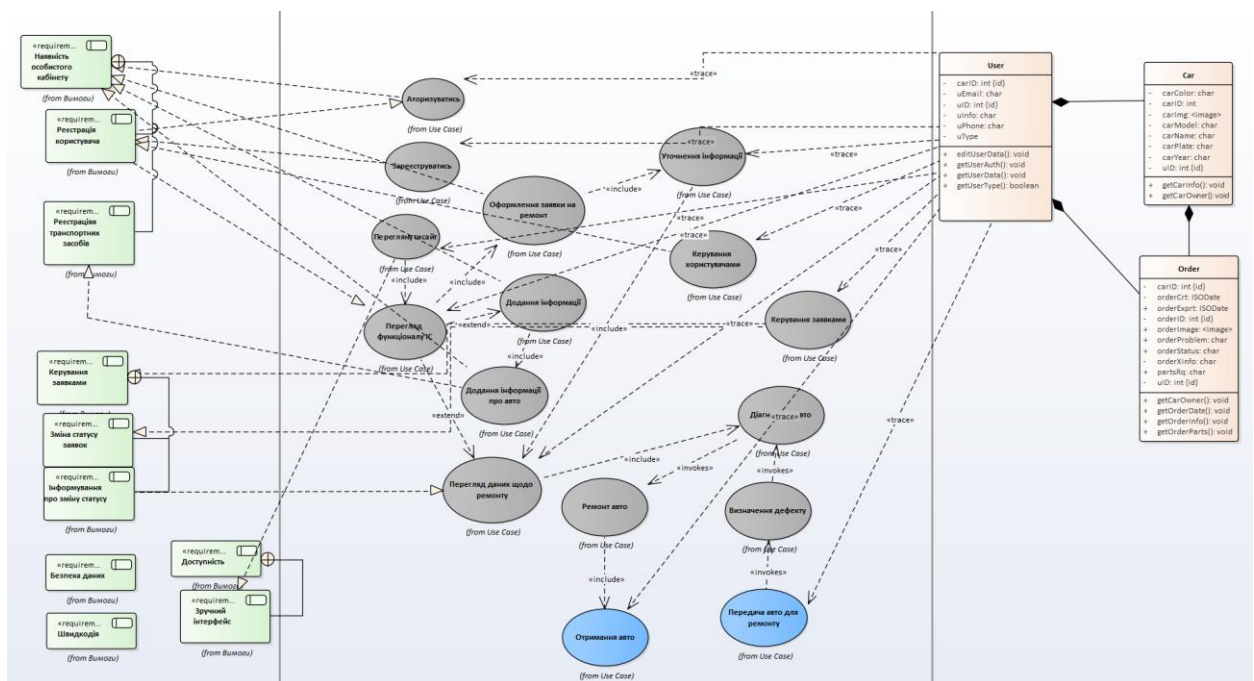 «requirem...
Наявність
особистого
кабінету
(from Вимоги)
«requirem...
Реєстрація
користувача
(from Вимоги)
«requirem...
Реєстраціяв
транспортних
засобів
(from Вимоги)
«requirem...
Керування
заявками
«requirem...
Зміна статусу
заявок
«requirem...
Інформування
про зміну статусу
(from Вимоги)
«requirem...
Безпека даних
(from Вимоги)
«requirem...
Швидкодія
(from Вимоги)
«requirem...
Доступність
(from Вимоги)
«requirem...
Зручний
інтерфейс
(from Вимоги)
Аторизуватись
(from Use Case)
Зареєструватись
(from Use Case)
Оформлення заявки на
ремонт
(from Use Case)
Уточнення інформації
(from Use Case)
(from Use Case)
«include»
Керування
користувачами
(from Use Case)
Додання інформації
(from Use Case)
«include»
«include»
Перегляд
функціоналу ІС
(from Use Case)
«extend»
Керування заявками
(from Use Case)
«include»
«include»
Додання інформації
про авто
(from Use Case)
«extend»
Перегляд даних щодо
ремонту
(from Use Case)
«include»
«invokes»
(from Use Case)
Ремонт авто
(from Use Case)
«invokes»
Визначення дефекту
(from Use Case)
«include»
«invokes»
Отримання авто
(from Use Case)
Передача авто для
ремонту
(from Use Case)
«trace»
«trace»
«trace»
«trace»
«trace»
«trace»
«trace»
«trace»
«trace»
«trace»
User
- carID: int {id}
- uEmail: char
- uID: int {id}
- uInfo: char
- uPhone: char
- uType
+ editUserData(): void
+ getUserAuth(): void
+ getUserData(): void
+ getUserType(): boolean
Car
- carColor: char
- carID: int
- carImg: <image>
- carModel: char
- carName: char
- carPlate: char
- carYear: char
- uID: int {id}
+ getCarInfo(): void
+ getCarOwner(): void
Order
- carID: int {id}
- orderCrt: ISODate
+ orderExprt: ISODate
- orderID: int {id}
+ orderImage: <image>
+ orderProblem: char
+ orderStatus: char
- orderXinfo: char
+ partsRq: char
- uID: int {id}
+ getCarOwner(): void
+ getOrderDate(): void
+ getOrderInfo(): void
+ getOrderParts(): void